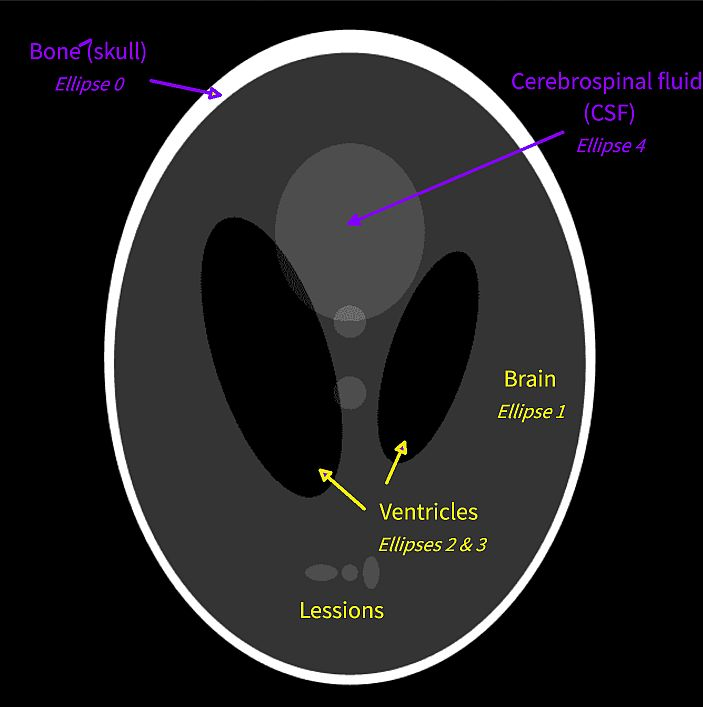 Bone (skull)
Ellipse 0
Cerebrospinal fluid
(CSF)
Ellipse 4
Brain
Ellipse 1
Ventricles
Ellipses 2 & 3
Lessions